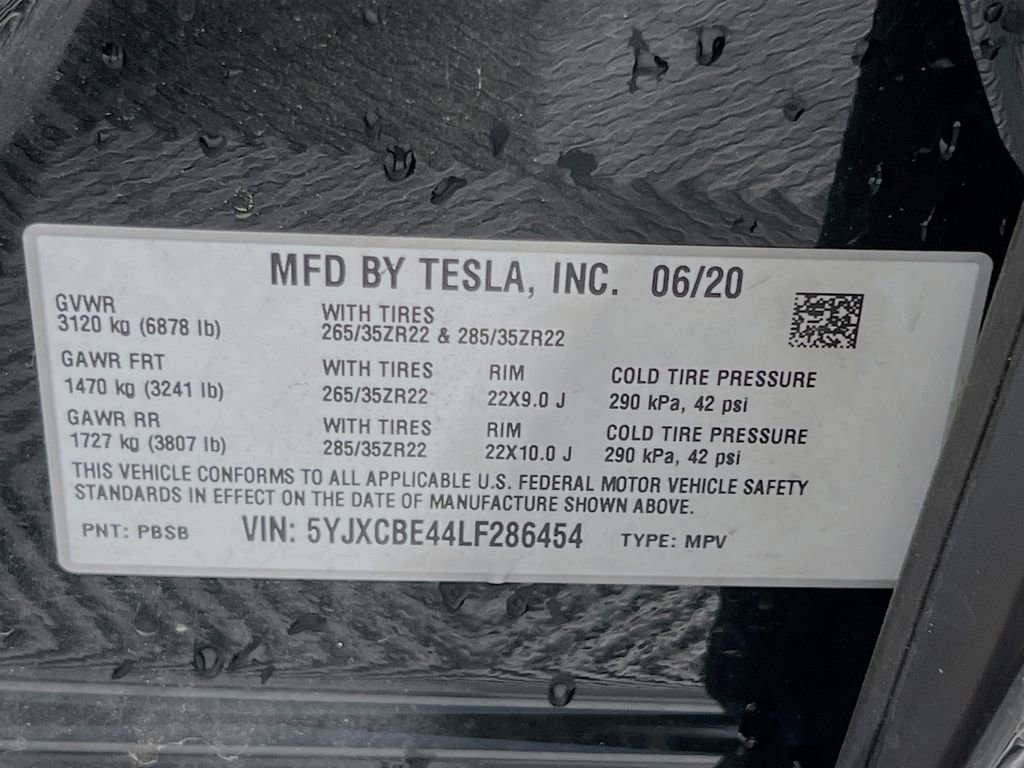 MFD BY TESLA, INC. 06/20
GVWR
3120 kg (6878 lb)
WITH TIRES
265/35ZR22 & 285/35ZR22
GAWR FRT WITH TIRES RIM COLD TIRE PRESSURE
1470 kg (3241 lb) 265/35ZR22 22X9.0 J 290 kPa, 42 psi
GAWR RR WITH TIRES RIM COLD TIRE PRESSURE
1727 kg (3807 lb) 285/35ZR22 22X10.0 J 290 kPa, 42 psi
THIS VEHICLE CONFORMS TO ALL APPLICABLE U.S. FEDERAL MOTOR VEHICLE SAFETY
STANDARDS IN EFFECT ON THE DATE OF MANUFACTURE SHOWN ABOVE.
PNT: PBSB VIN: 5YJXCBE44LF286454 TYPE: MPV